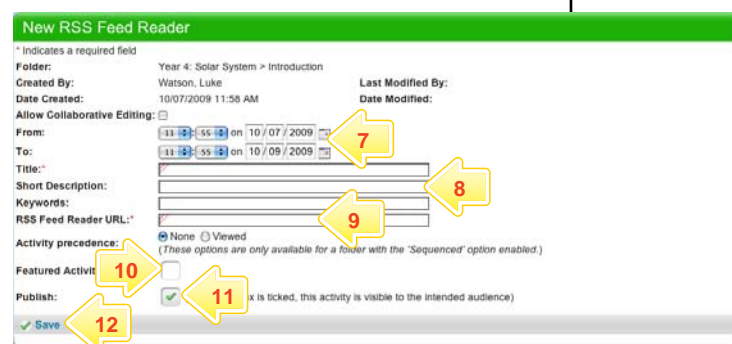 New RSS Feed Reader
* Indicates a required field
Folder: Year 4: Solar System > Introduction
Created By: Watson, Luke Last Modified By:
Date Created: 10/07/2009 11:58 AM Date Modified:
Allow Collaborative Editing:
From: 11 : 55 on 10 / 07 / 2009 7
To: 11 : 55 on 10 / 09 / 2009
Title:*
Short Description: 8
Keywords:
RSS Feed Reader URL:* 9
Activity precedence: None Viewed
(These options are only available for a folder with the 'Sequenced' option enabled.)
Featured 10
Publish: 11 is ticked, this activity is visible to the intended audience)
Save 12